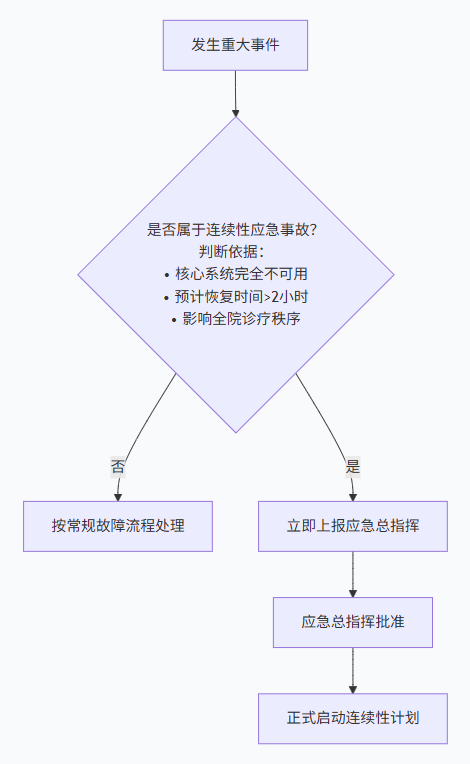 发生重大事件
是否属于连续性应急事故？
判断依据：
• 核心系统完全不可用
• 预计恢复时间>2小时
• 影响全院诊疗秩序
否
是
按常规故障流程处理
立即上报应急总指挥
应急总指挥批准
正式启动连续性计划